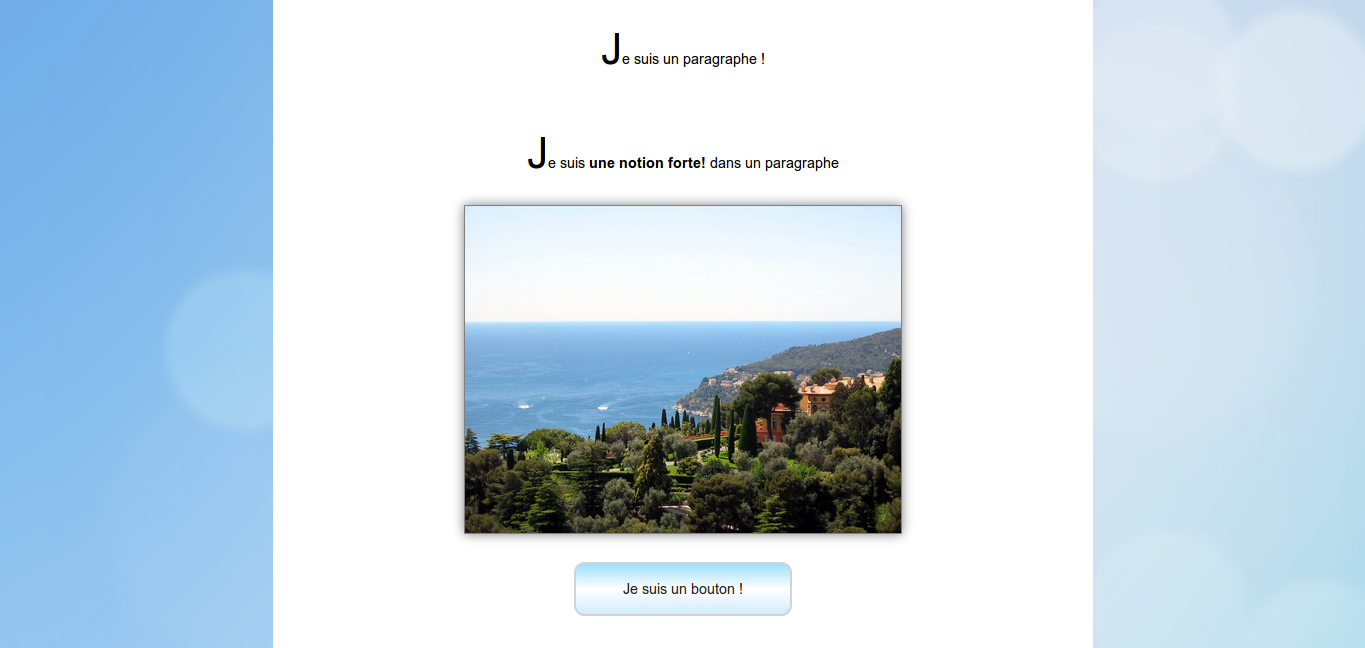 Je suis un paragraphe !
Je suis une notion forte! dans un paragraphe
Je suis un bouton !